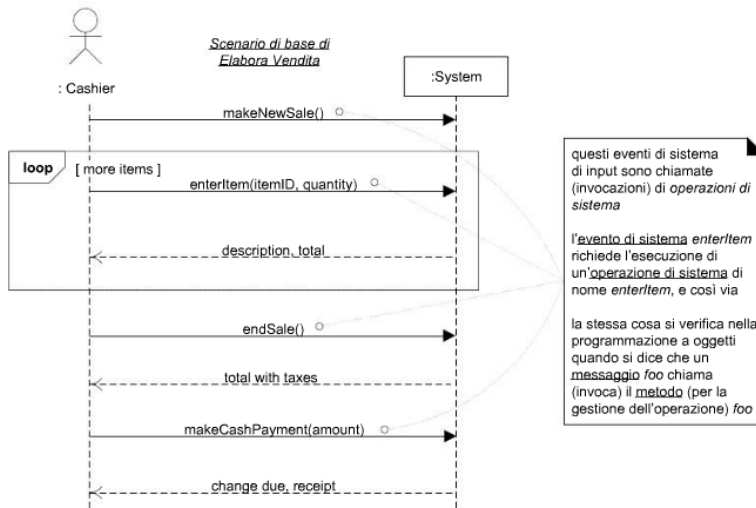 Scenario di base di
Elabora Vendita
: Cashier
:System
makeNewSale()
loop
[ more items ]
enterItem(itemID, quantity)
description, total
endSale()
total with taxes
makeCashPayment(amount)
change due, receipt
questi eventi di sistema
di input sono chiamate
(invocazioni) di operazioni di
sistema
l'evento di sistema enterItem
richiede l'esecuzione di
un'operazione di sistema di
nome enterItem, e così via
la stessa cosa si verifica nella
programmazione a oggetti
quando si dice che un
messaggio foo chiama
(invoca) il metodo (per la
gestione dell'operazione) foo